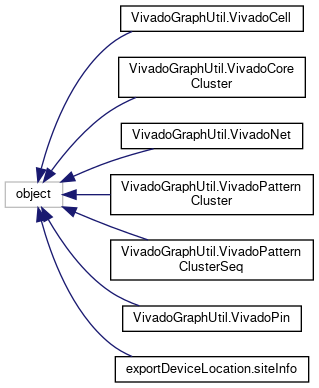 VivadoGraphUtil.VivadoCell
VivadoGraphUtil.VivadoCore
Cluster
VivadoGraphUtil.VivadoNet
object
VivadoGraphUtil.VivadoPattern
Cluster
VivadoGraphUtil.VivadoPattern
ClusterSeq
VivadoGraphUtil.VivadoPin
exportDeviceLocation.siteInfo